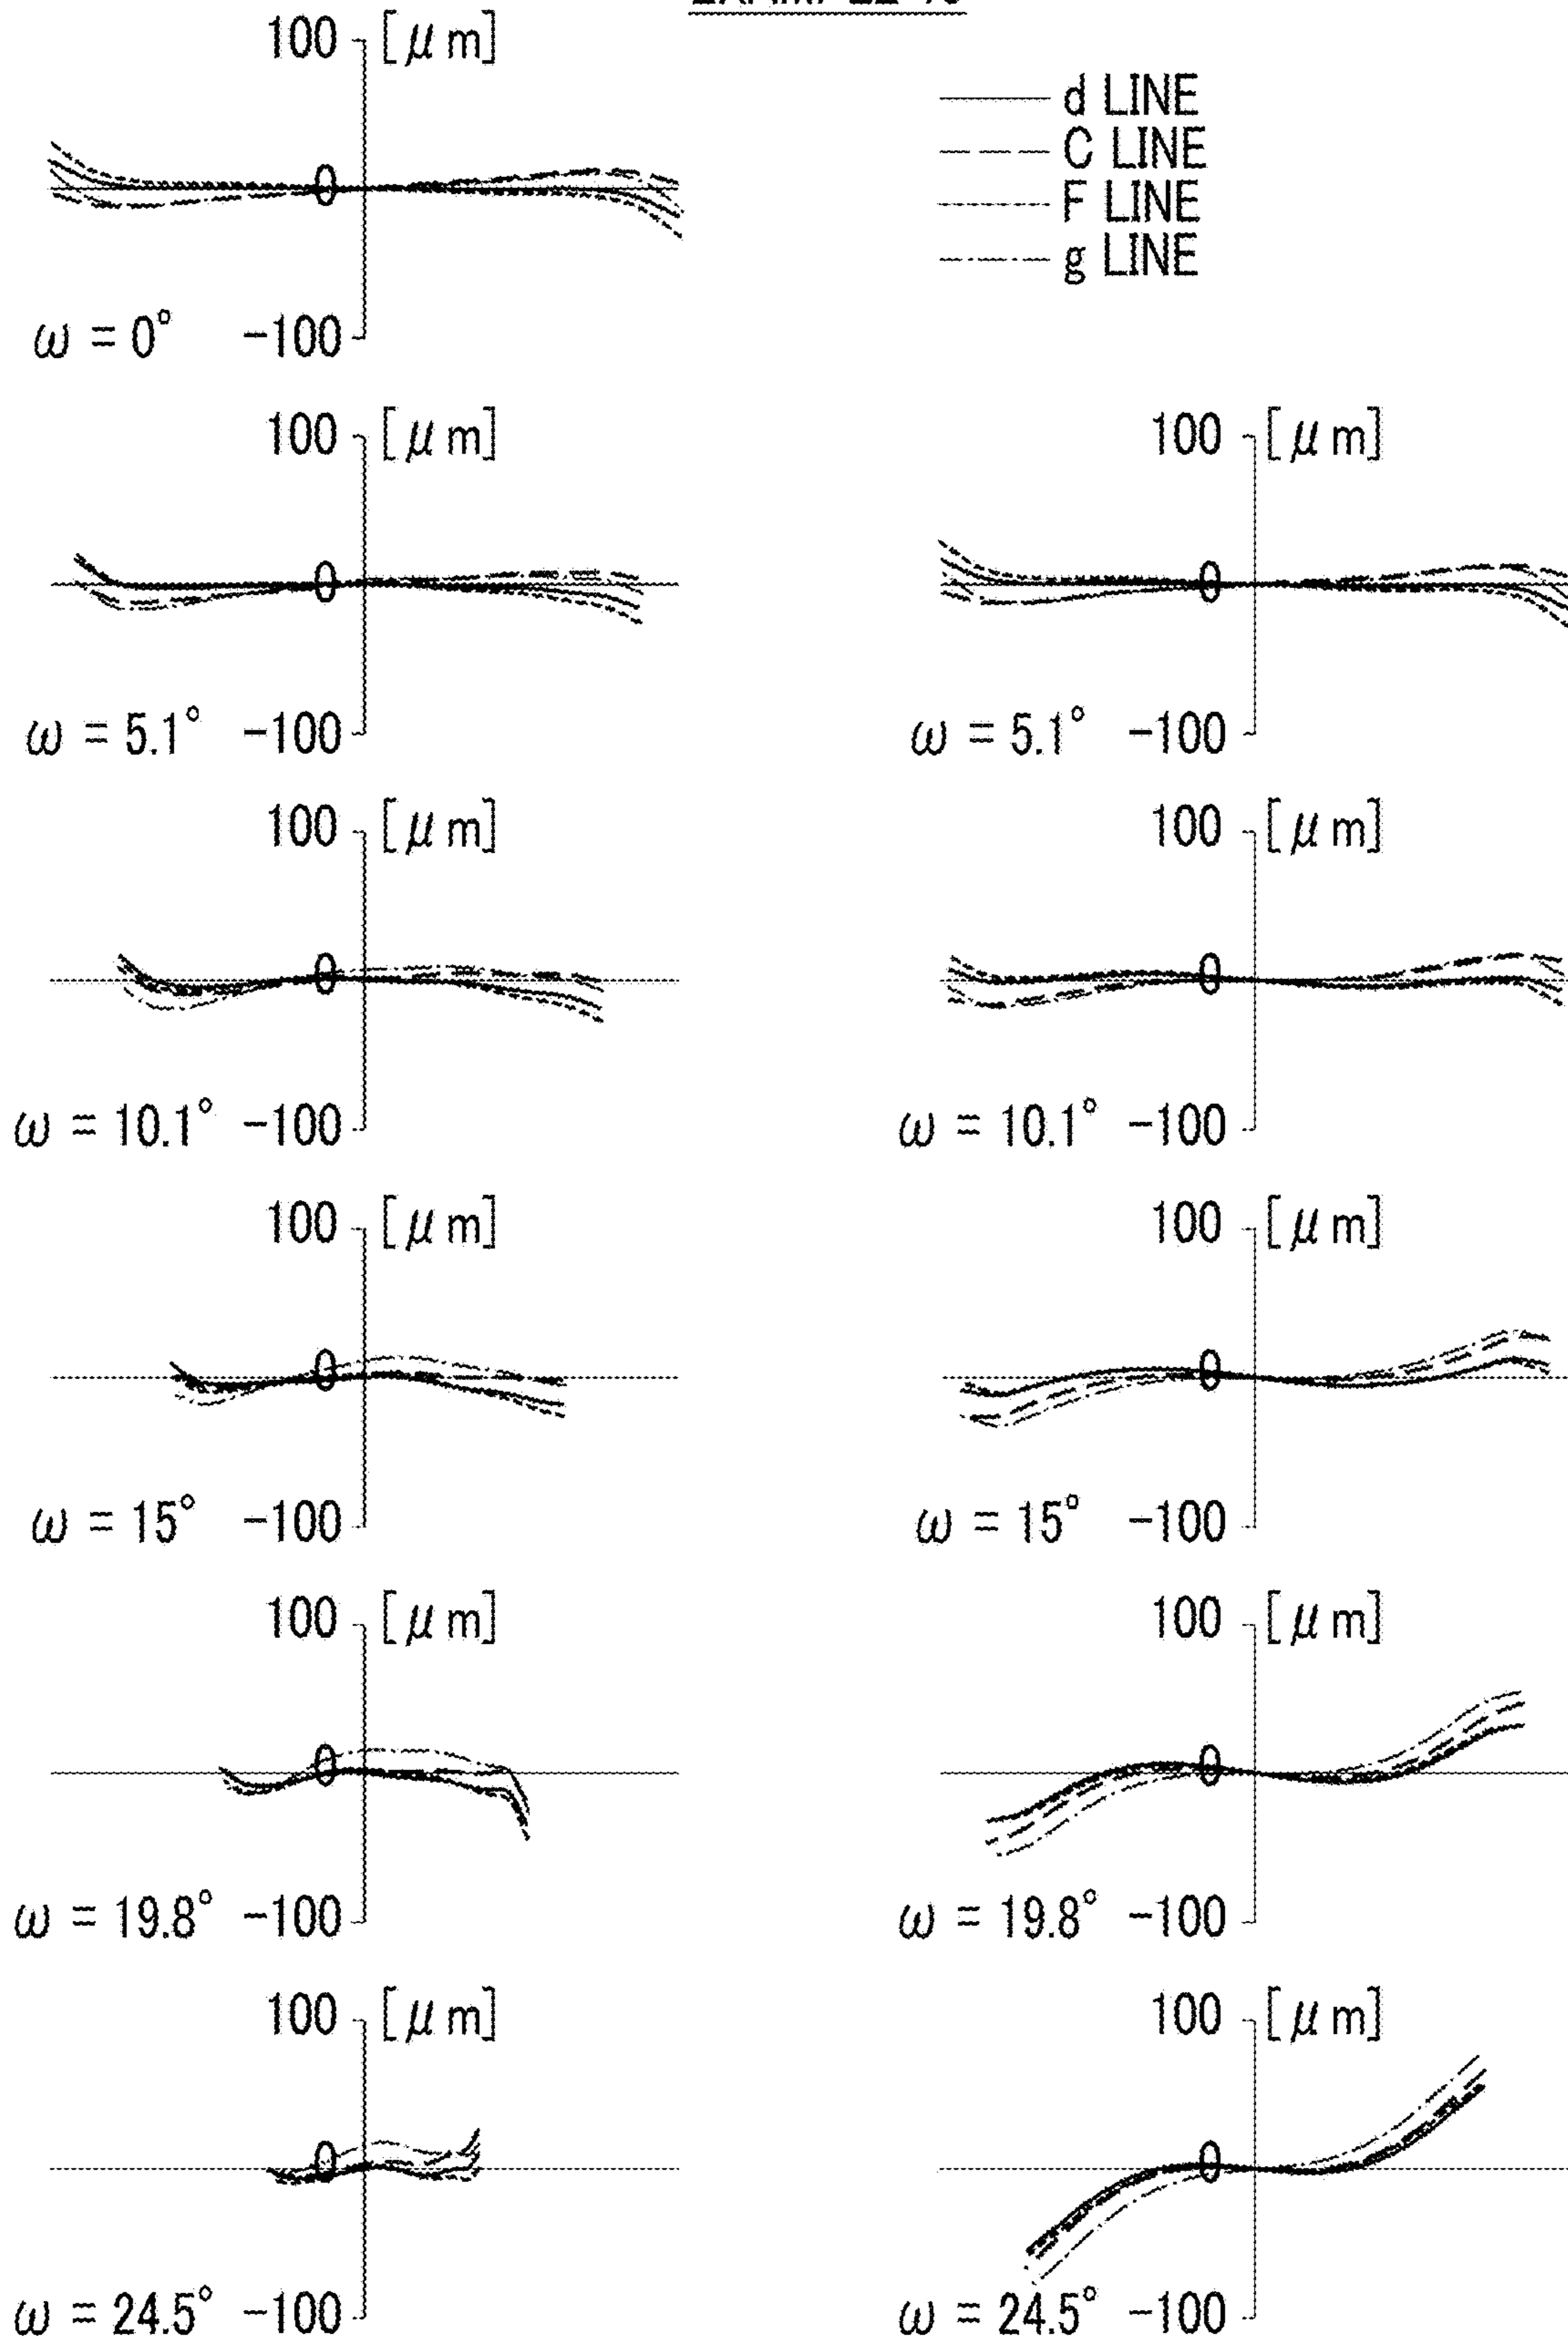 100 [μm]
d LINE
C LINE
F LINE
g LINE
0
ω = 0° -100
100 [μm] 100 [μm]
0 0
ω = 5.1° -100 ω = 5.1° -100
100 [μm] 100 [μm]
0 0
ω = 10.1° -100 ω = 10.1° -100
100 [μm] 100 [μm]
0 0
ω = 15° -100 ω = 15° -100
100 [μm] 100 [μm]
0 0
ω = 19.8° -100 ω = 19.8° -100
100 [μm] 100 [μm]
0 0
ω = 24.5° -100 ω = 24.5° -100